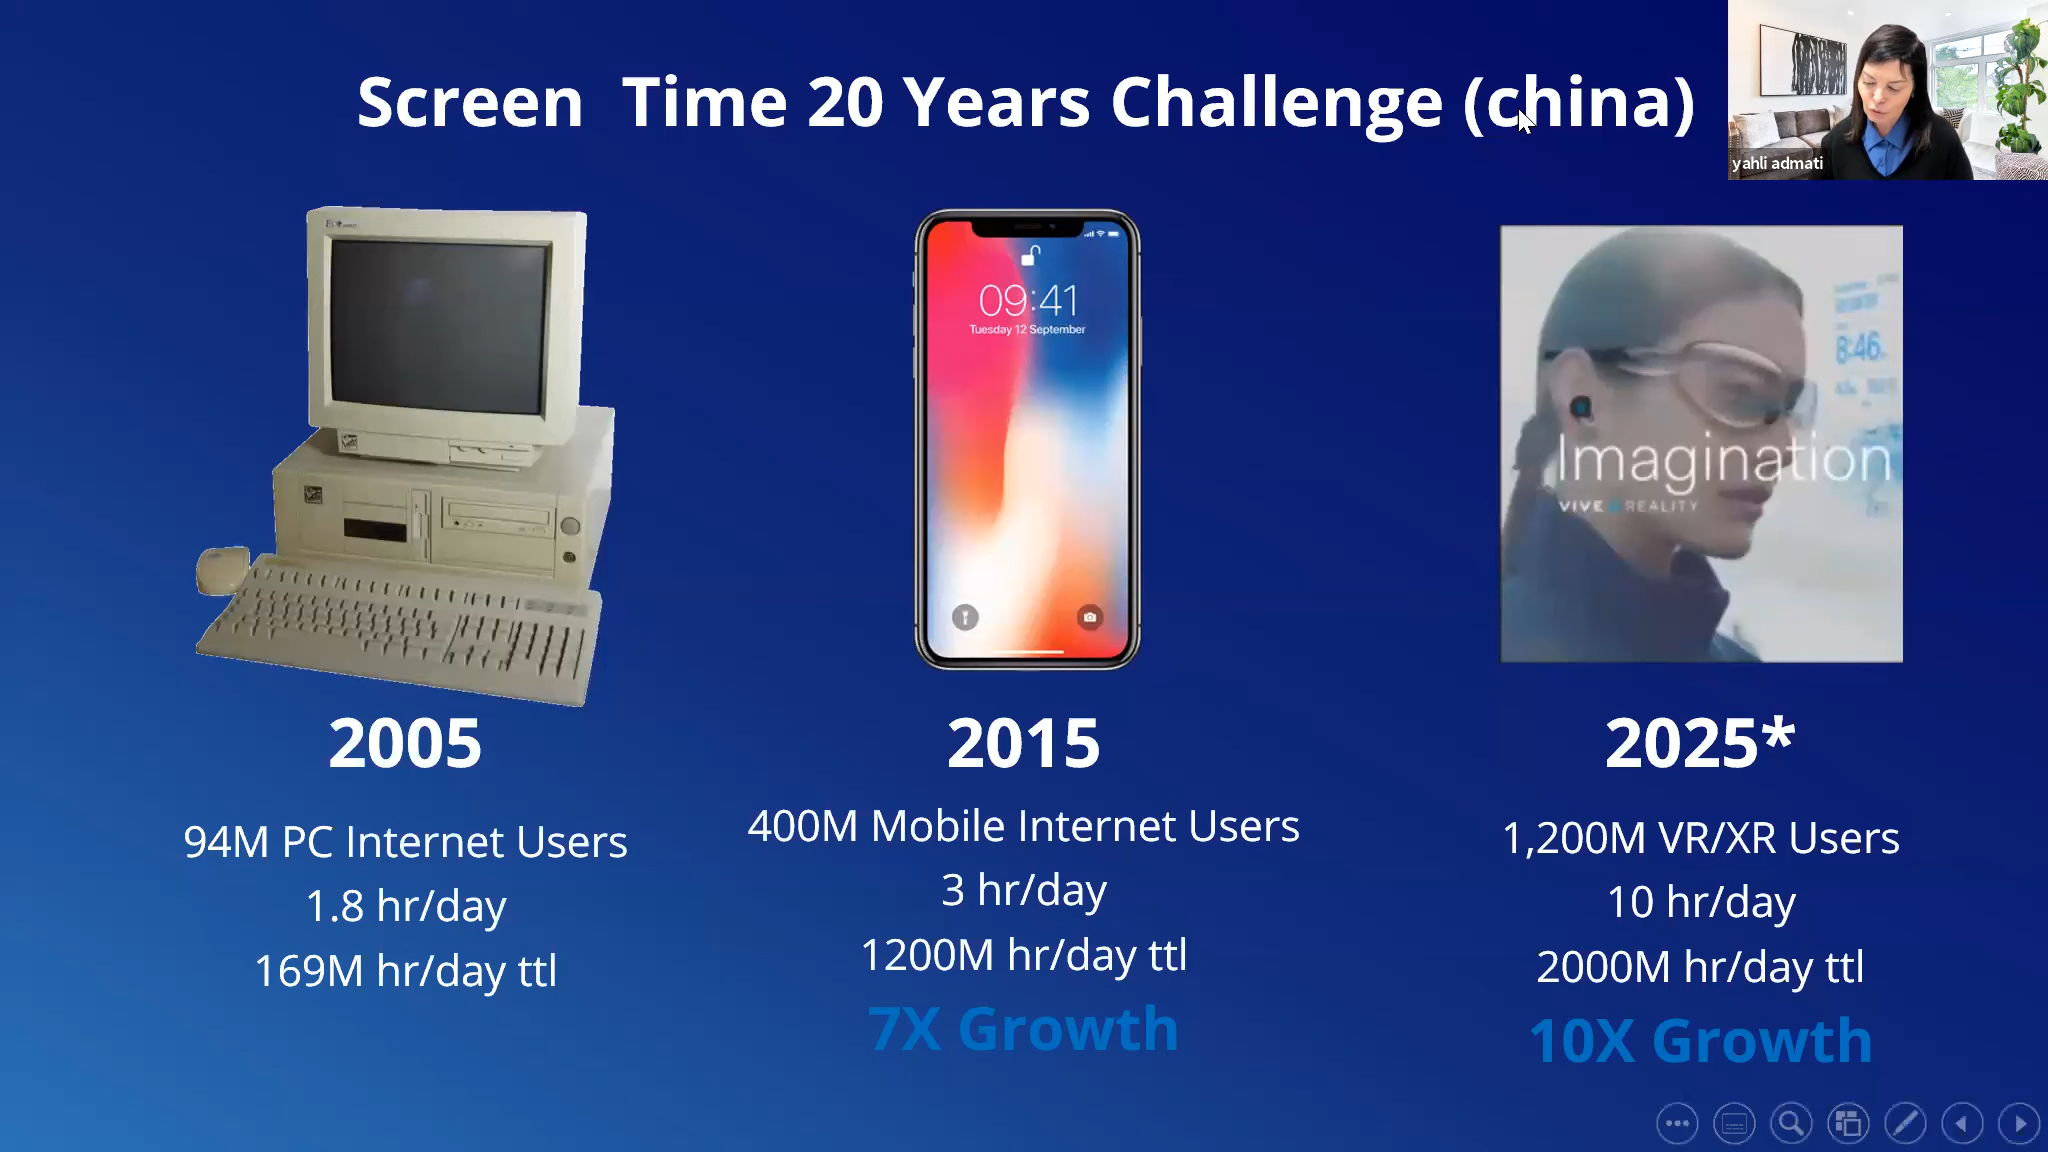 Screen Time 20 Years Challenge (china)
yahli admati
09:41
Tuesday 12 September
8:46
Imagination
VIVE REALITY
2005
94M PC Internet Users
1.8 hr/day
169M hr/day ttl
2015
400M Mobile Internet Users
3 hr/day
1200M hr/day ttl
7X Growth
2025*
1,200M VR/XR Users
10 hr/day
2000M hr/day ttl
10X Growth